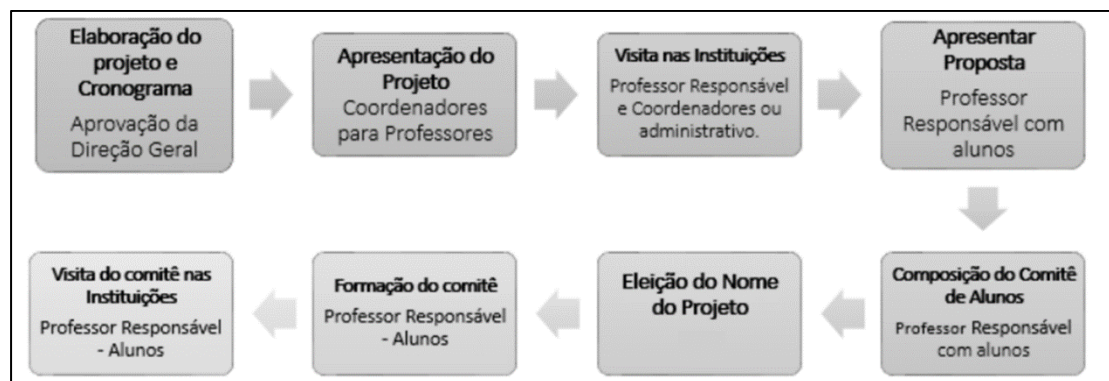 Elaboração do
projeto e
Cronograma
Aprovação da
Direção Geral
Apresentação do
Projeto
Coordenadores
para Professores
Visita nas Instituições
Professor Responsável
e Coordenadores ou
administrativo.
Apresentar
Proposta
Professor
Responsável com
alunos
Composição do Comitê
de Alunos
Professor Responsável
com alunos
Eleição do Nome
do Projeto
Formação do comitê
Professor Responsável
- Alunos
Visita do comitê nas
Instituições
Professor Responsável
- Alunos